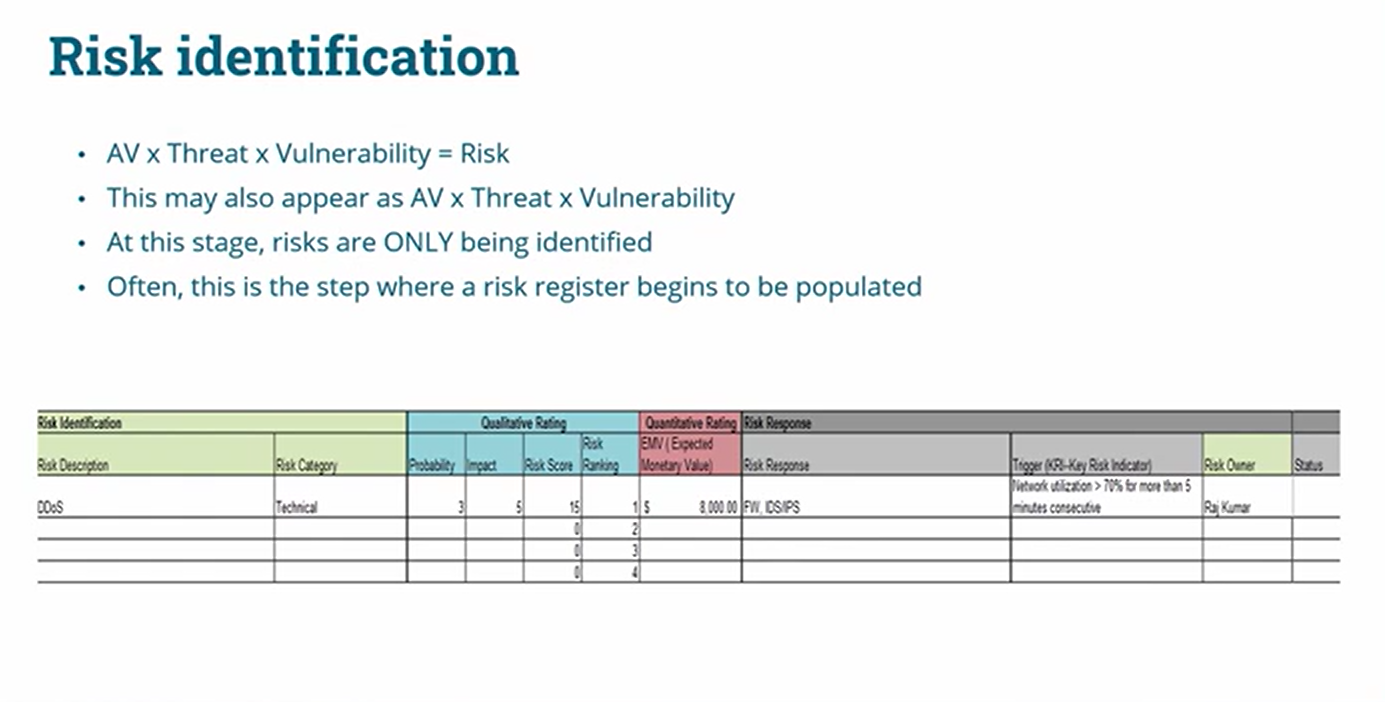 Risk identification
• AV x Threat x Vulnerability = Risk
• This may also appear as AV x Threat x Vulnerability
• At this stage, risks are ONLY being identified
• Often, this is the step where a risk register begins to be populated
Risk Identification Qualitative Rating Quantitative Rating Risk Response
Risk Description Risk Category Probability Impact Risk Score Risk Ranking EMV ( Expected Monetary Value) Risk Response Trigger (KRI-Key Risk Indicator) Risk Owner Status
DDoS Technical 3 5 15 1 $ 8,000.00 FW, IDS/IPS Network utilization > 70% for more than 5 minutes consecutive Raj Kumar
0 2
0 3
0 4